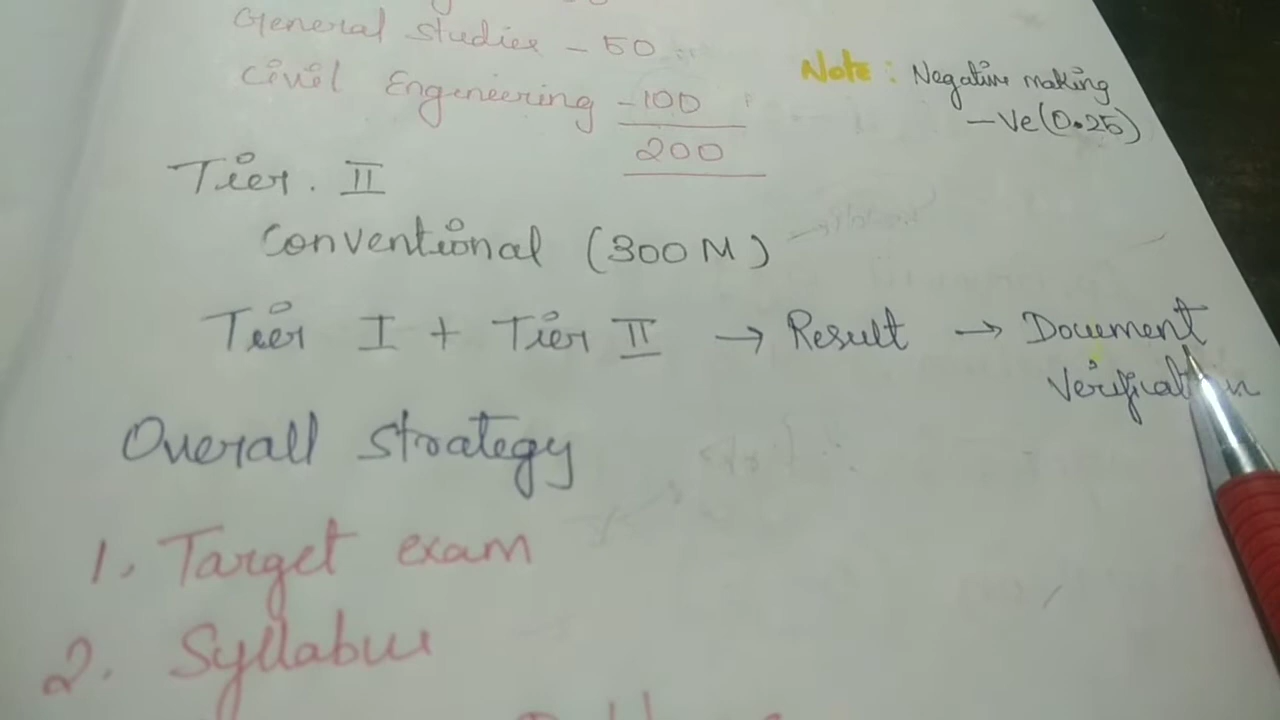 General Studies - 50
Civil Engineering - 100
200
Note : Negative making
- Ve (0.25)
Tier . II
Conventional (300 M)
Tier I + Tier II → Result → Document
Verification
Overall Strategy
1. Target exam
2. Syllabus